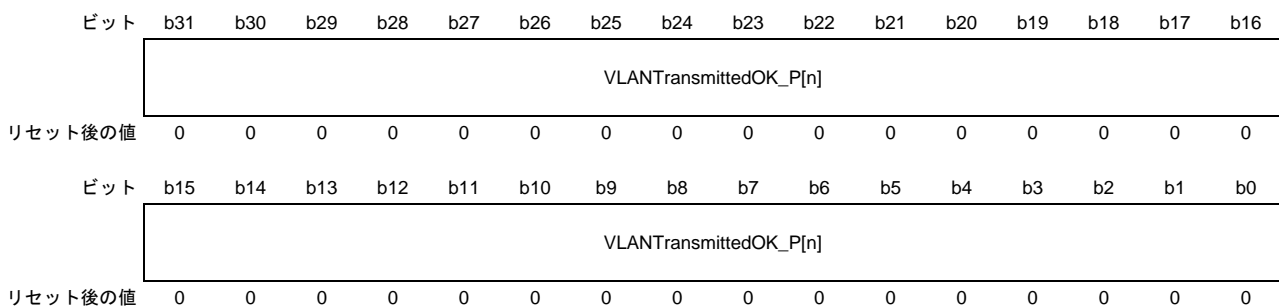 ビット b31 b30 b29 b28 b27 b26 b25 b24 b23 b22 b21 b20 b19 b18 b17 b16
VLANTransmittedOK_P[n]
リセット後の値 0 0 0 0 0 0 0 0 0 0 0 0 0 0 0 0
ビット b15 b14 b13 b12 b11 b10 b9 b8 b7 b6 b5 b4 b3 b2 b1 b0
VLANTransmittedOK_P[n]
リセット後の値 0 0 0 0 0 0 0 0 0 0 0 0 0 0 0 0